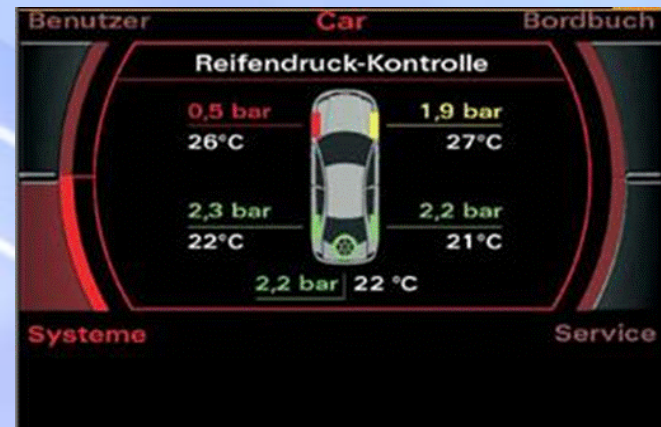 Benutzer Car Bordbuch
Reifendruck-Kontrolle
0,5 bar 1,9 bar
26°C 27°C
2,3 bar 2,2 bar
22°C 21°C
2,2 bar 22 °C
Systeme Service